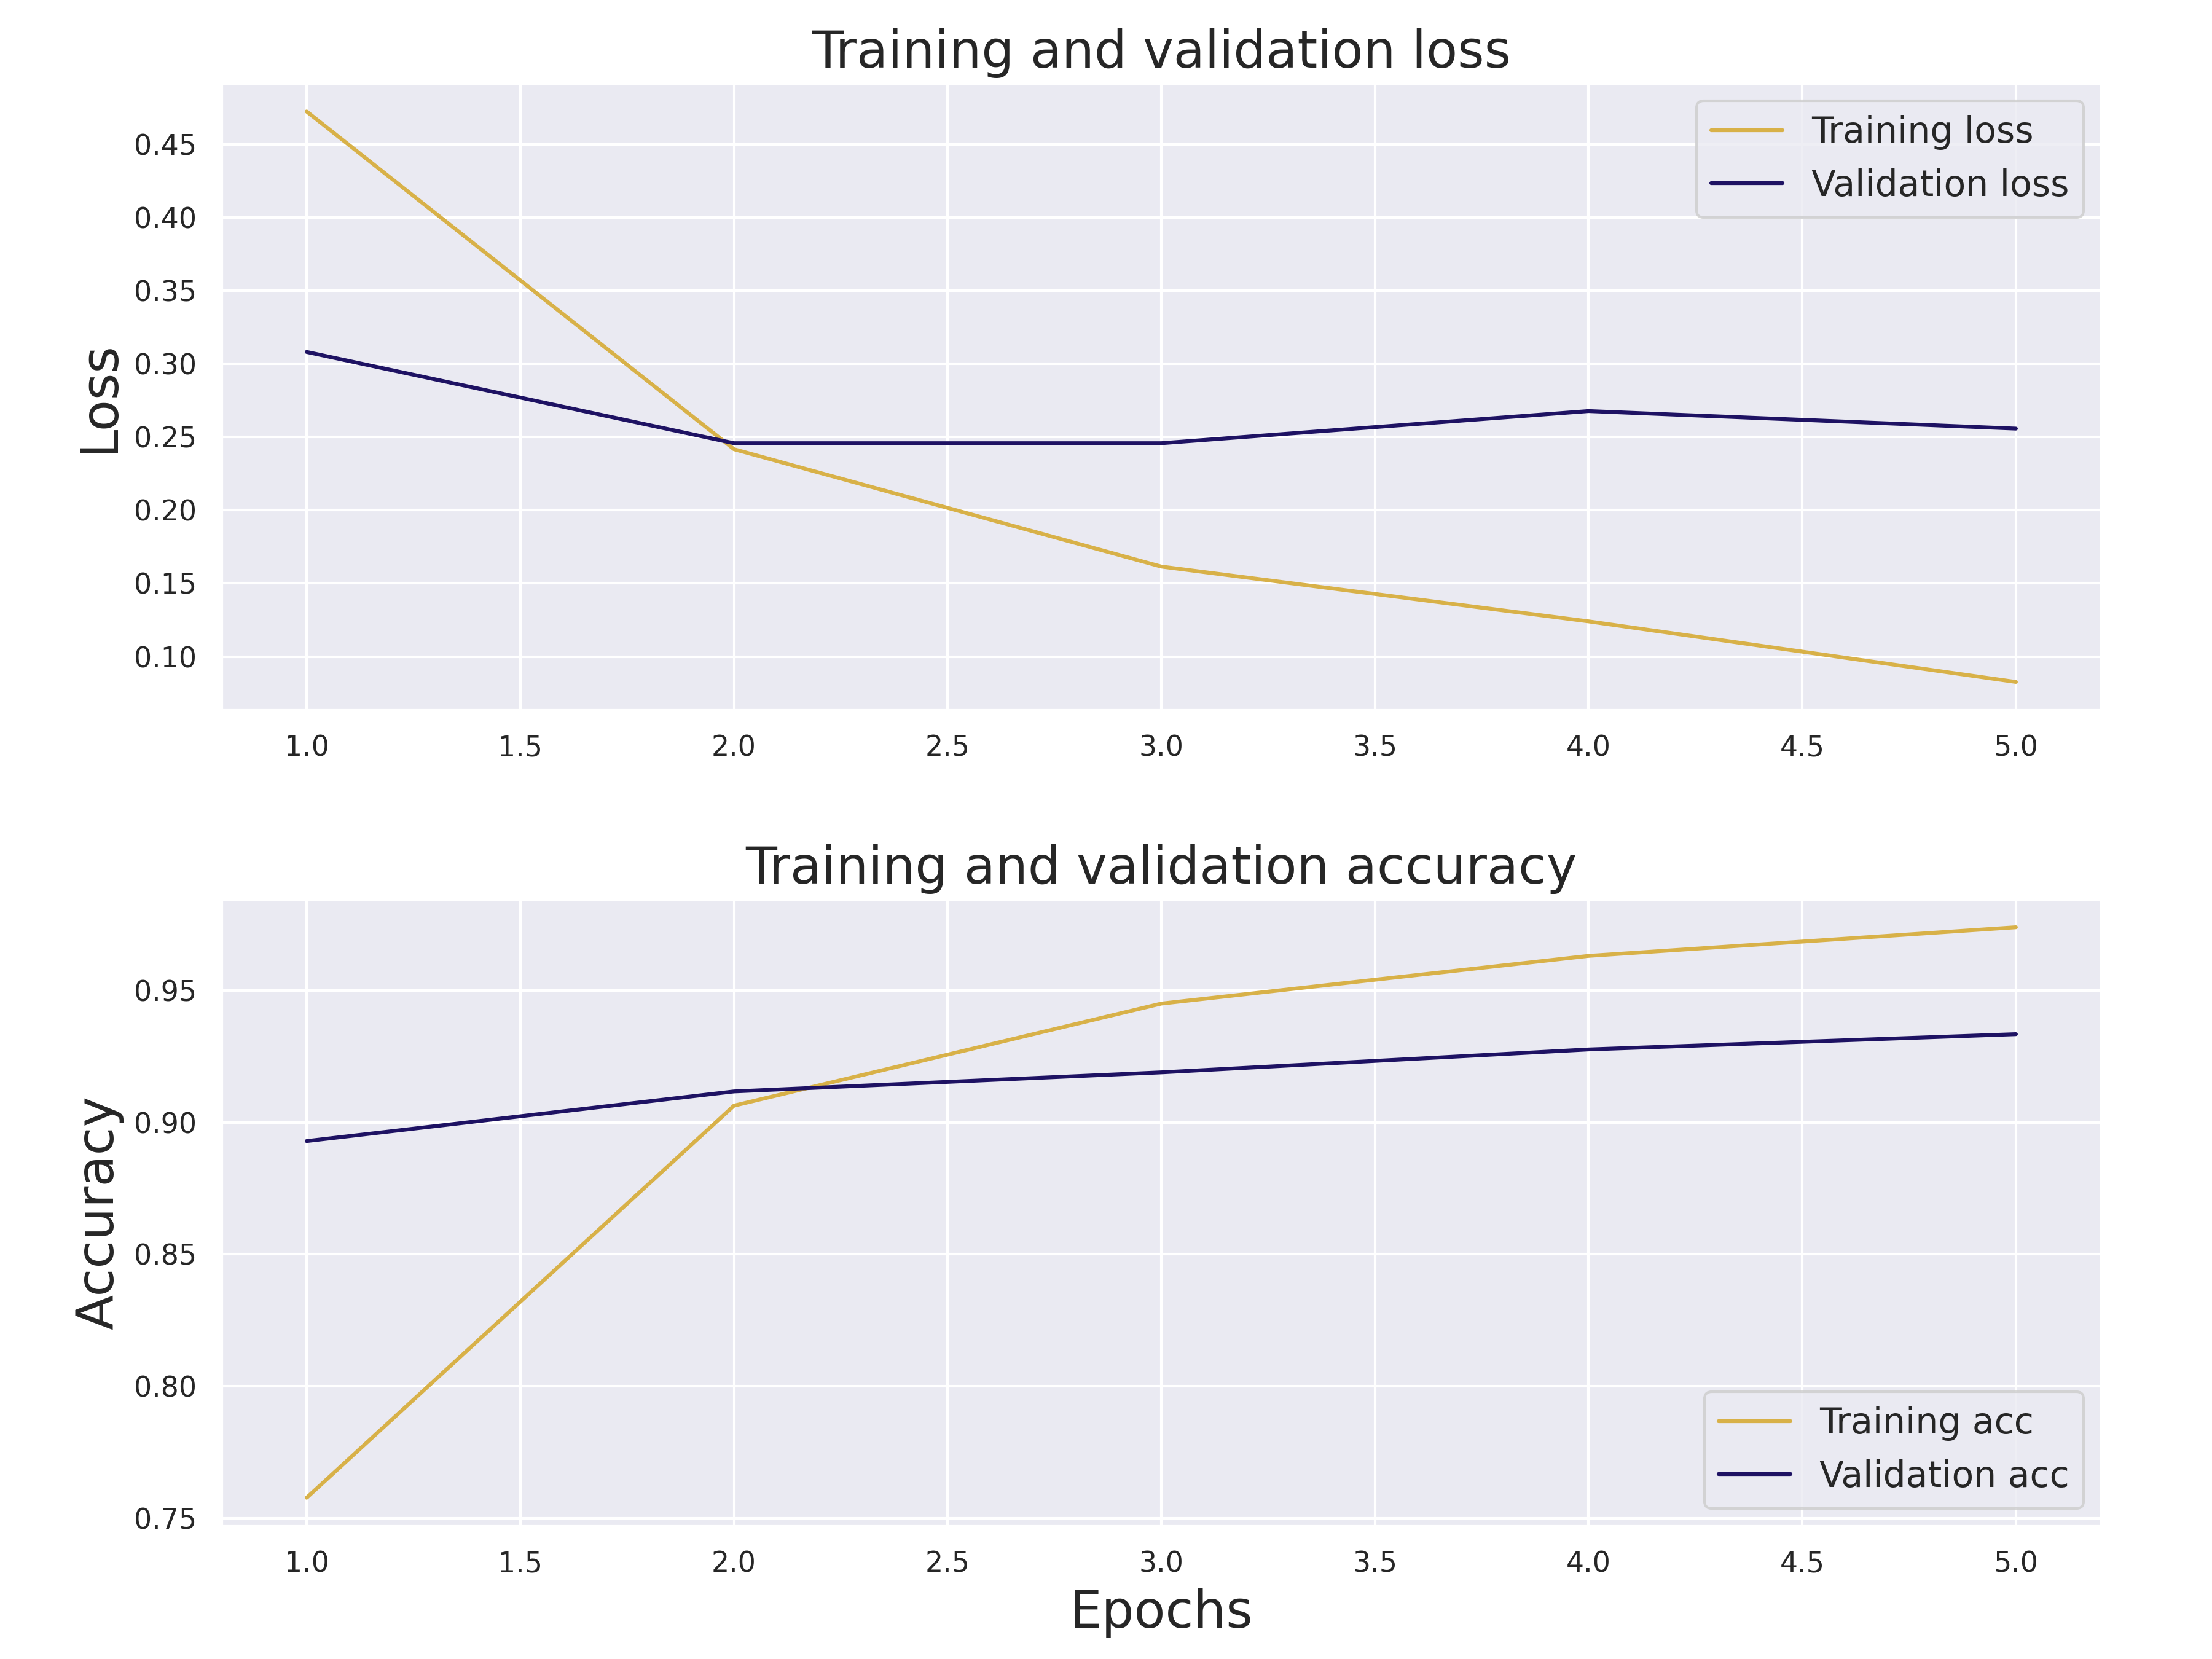 Training and validation loss
Loss
0.45
0.40
0.35
0.30
0.25
0.20
0.15
0.10
Training loss
Validation loss
1.0 1.5 2.0 2.5 3.0 3.5 4.0 4.5 5.0
Training and validation accuracy
Accuracy
0.95
0.90
0.85
0.80
0.75
Training acc
Validation acc
1.0 1.5 2.0 2.5 3.0 3.5 4.0 4.5 5.0
Epochs